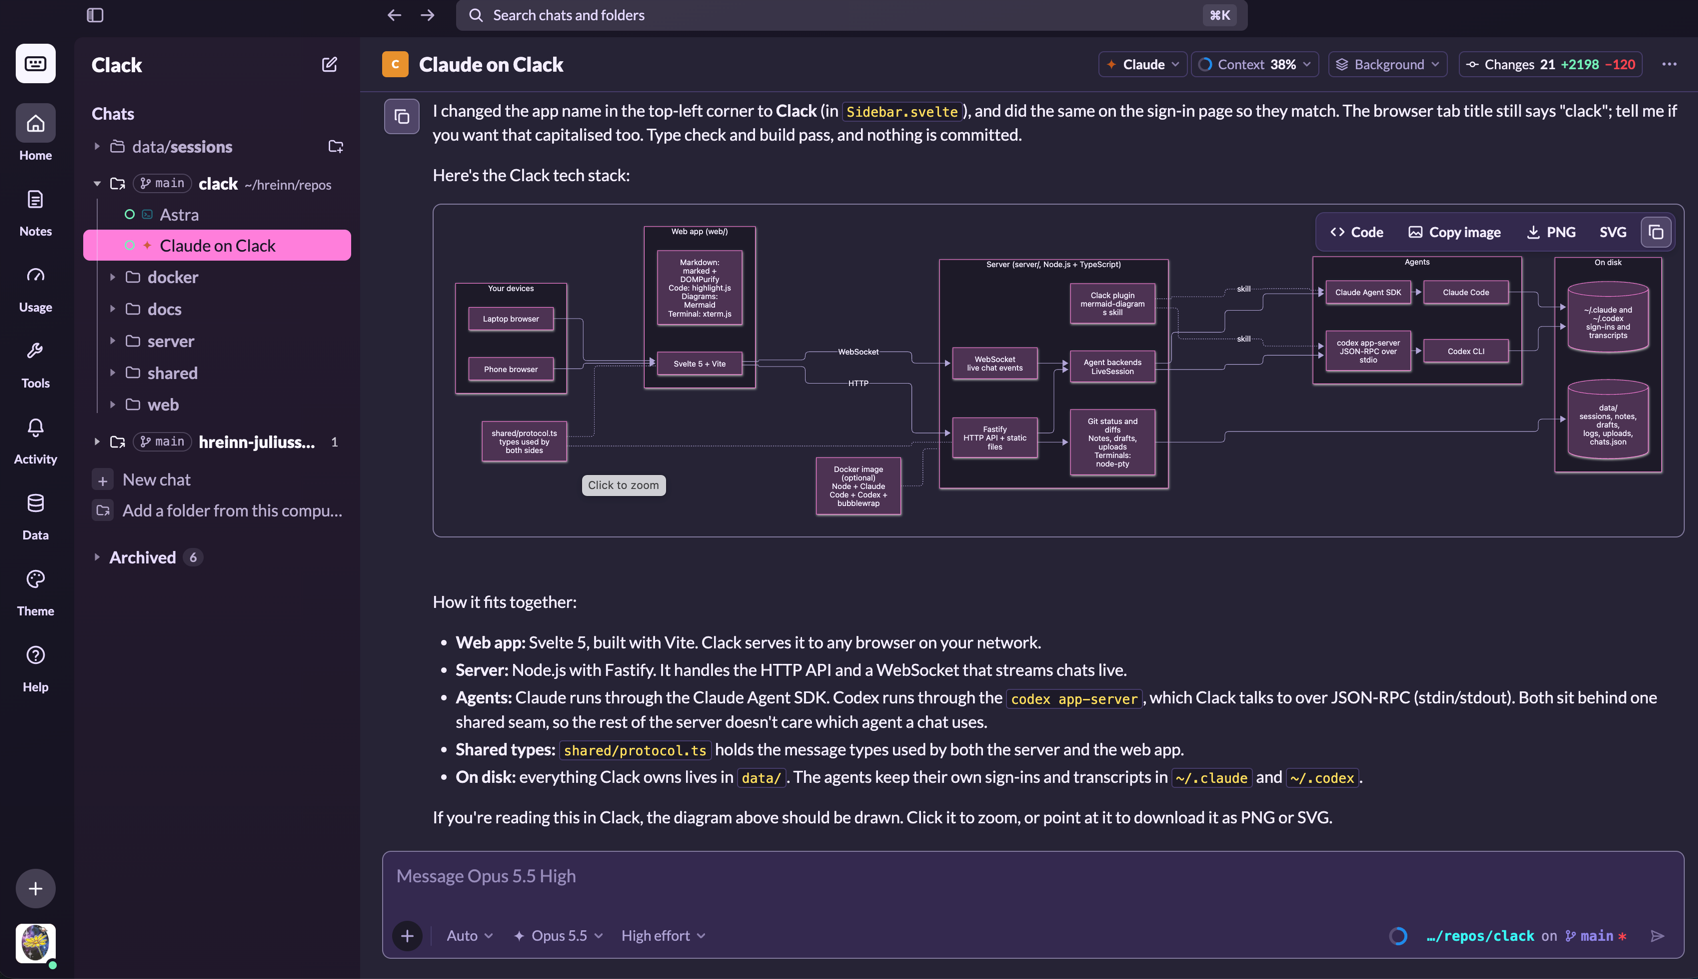 Search chats and folders
⌘K
Clack
Home
Notes
Usage
Tools
Activity
Data
Theme
Help
Chats
data/sessions
main clack ~/hreinn/repos
Astra
Claude on Clack
docker
docs
server
shared
web
main hreinn-juliuss... 1
New chat
Add a folder from this compu...
Archived 6
C Claude on Clack
Claude
Context 38%
Background
Changes 21 +2198 −120
I changed the app name in the top-left corner to Clack (in Sidebar.svelte), and did the same on the sign-in page so they match. The browser tab title still says "clack"; tell me if
you want that capitalised too. Type check and build pass, and nothing is committed.
Here's the Clack tech stack:
Code
Copy image
PNG
SVG
Your devices
Laptop browser
Phone browser
Web app (web/)
Markdown:
marked +
DOMPurify
Code: highlight.js
Diagrams:
Mermaid
Terminal: xterm.js
Svelte 5 + Vite
shared/protocol.ts
types used by
both sides
Click to zoom
WebSocket
HTTP
Docker image
(optional)
Node + Claude
Code + Codex +
bubblewrap
Server (server/, Node.js + TypeScript)
Clack plugin
mermaid-diagram
s skill
WebSocket
live chat events
Agent backends
LiveSession
Fastify
HTTP API + static
files
Git status and
diffs
Notes, drafts,
uploads
Terminals:
node-pty
skill
skill
Agents
Claude Agent SDK
Claude Code
codex app-server
JSON-RPC over
stdio
Codex CLI
On disk
~/.claude and
~/.codex
sign-ins and
transcripts
data/
sessions, notes,
drafts,
logs, uploads,
chats.json
How it fits together:
• Web app: Svelte 5, built with Vite. Clack serves it to any browser on your network.
• Server: Node.js with Fastify. It handles the HTTP API and a WebSocket that streams chats live.
• Agents: Claude runs through the Claude Agent SDK. Codex runs through the codex app-server, which Clack talks to over JSON-RPC (stdin/stdout). Both sit behind one
shared seam, so the rest of the server doesn't care which agent a chat uses.
• Shared types: shared/protocol.ts holds the message types used by both the server and the web app.
• On disk: everything Clack owns lives in data/. The agents keep their own sign-ins and transcripts in ~/.claude and ~/.codex.
If you're reading this in Clack, the diagram above should be drawn. Click it to zoom, or point at it to download it as PNG or SVG.
Message Opus 5.5 High
Auto
Opus 5.5
High effort
…/repos/clack on main *